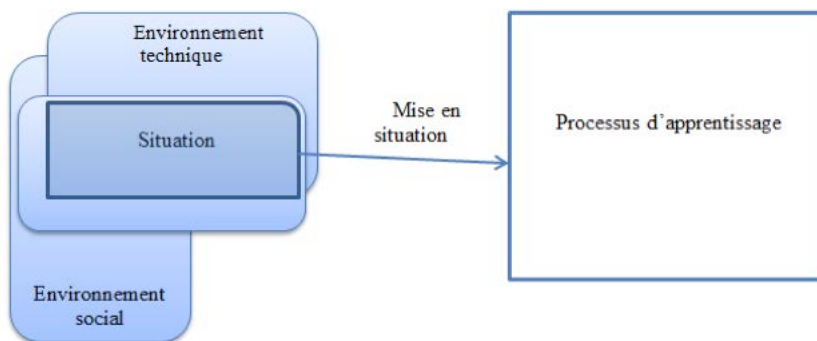 Environnement
technique
Situation
Environnement
social
Mise en
situation
Processus d'apprentissage